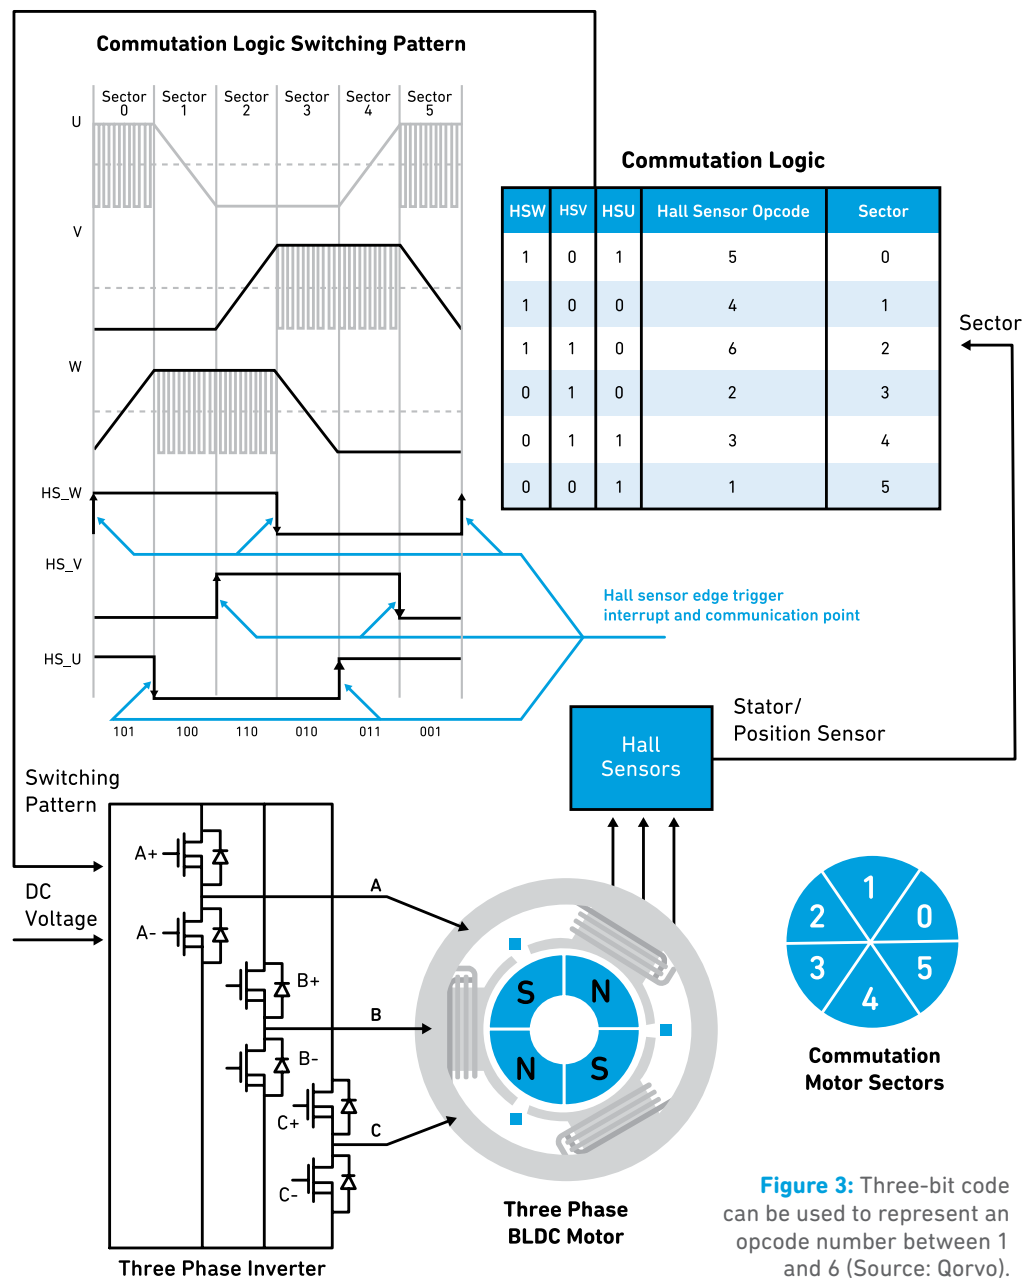 Commutation Logic Switching Pattern
Sector 0
Sector 1
Sector 2
Sector 3
Sector 4
Sector 5
U
V
W
HS_W
HS_V
HS_U
101 100 110 010 011 001
Hall sensor edge trigger
interrupt and communication point
Commutation Logic
HSW HSV HSU Hall Sensor Opcode Sector
1 0 1 5 0
1 0 0 4 1
1 1 0 6 2
0 1 0 2 3
0 1 1 3 4
0 0 1 1 5
Sector
Stator/
Position Sensor
Hall
Sensors
Switching
Pattern
DC
Voltage
A+
A-
B+
B-
C+
C-
A
B
C
Three Phase Inverter
S N
N S
Three Phase
BLDC Motor
1
2 0
3 5
4
Commutation
Motor Sectors
Figure 3: Three-bit code
can be used to represent an
opcode number between 1
and 6 (Source: Qorvo).